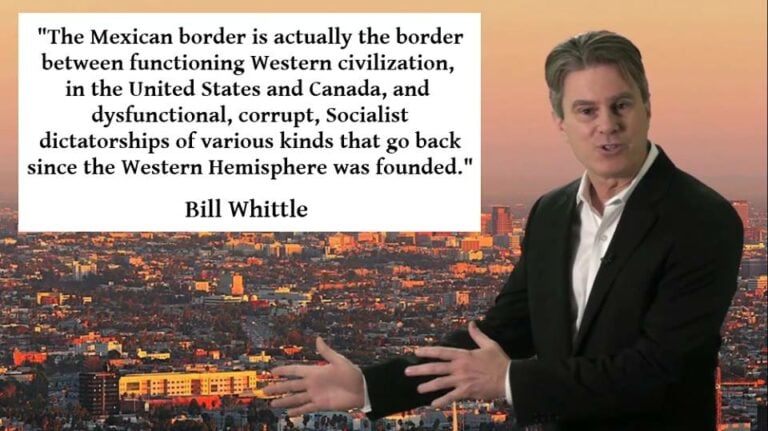 "The Mexican border is actually the border
between functioning Western civilization,
in the United States and Canada, and
dysfunctional, corrupt, Socialist
dictatorships of various kinds that go back
since the Western Hemisphere was founded."
Bill Whittle